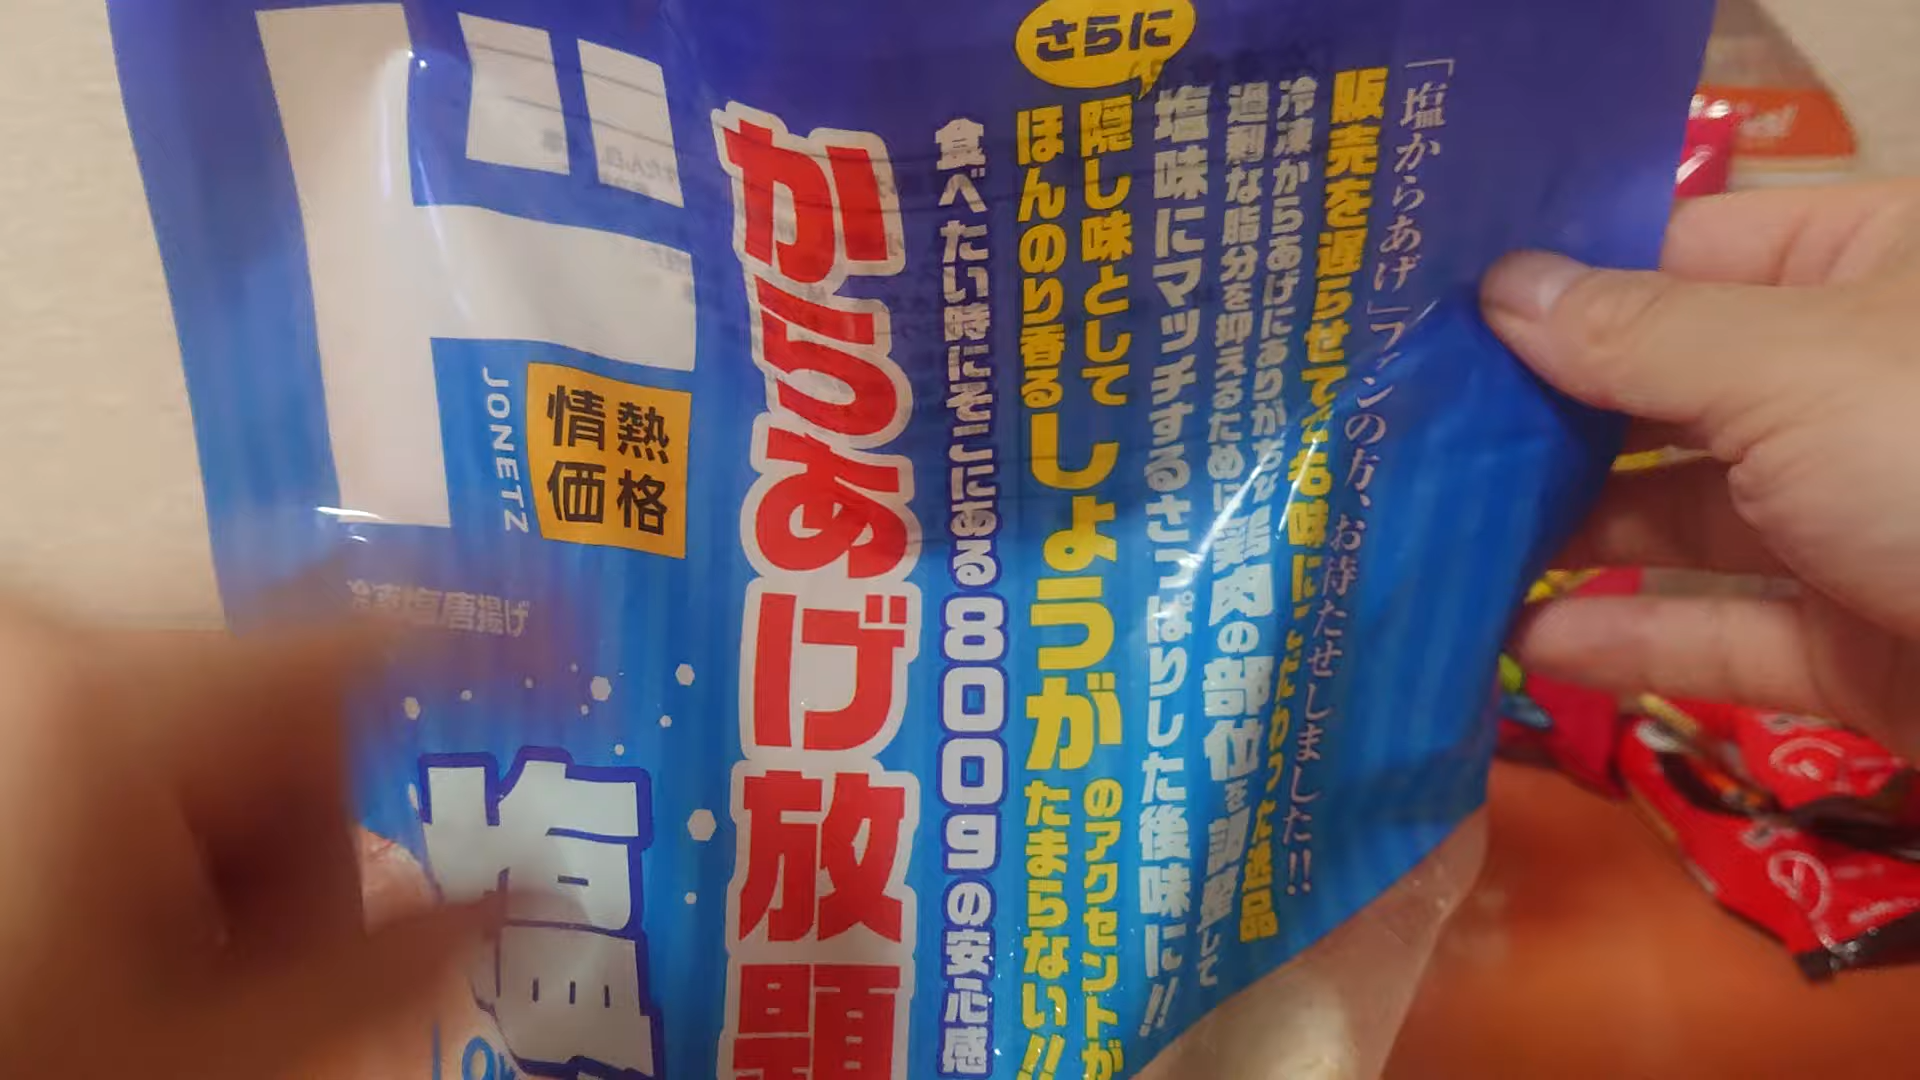 「塩からあげ」ファンの方、お待たせしました!!
販売を遅らせてでも味にこだわった逸品
冷凍からあげにありがちな
過剰な脂分を抑えるために鶏肉の部位を調整して
塩味にマッチするさっぱりした後味に!!
さらに
隠し味として
ほんのり香るしょうがのアクセントが
たまらない!!
食べたい時にそこにある800gの安心感
からあげ放題
ド
情熱
価格
JONETZ
冷凍塩唐揚げ
塩